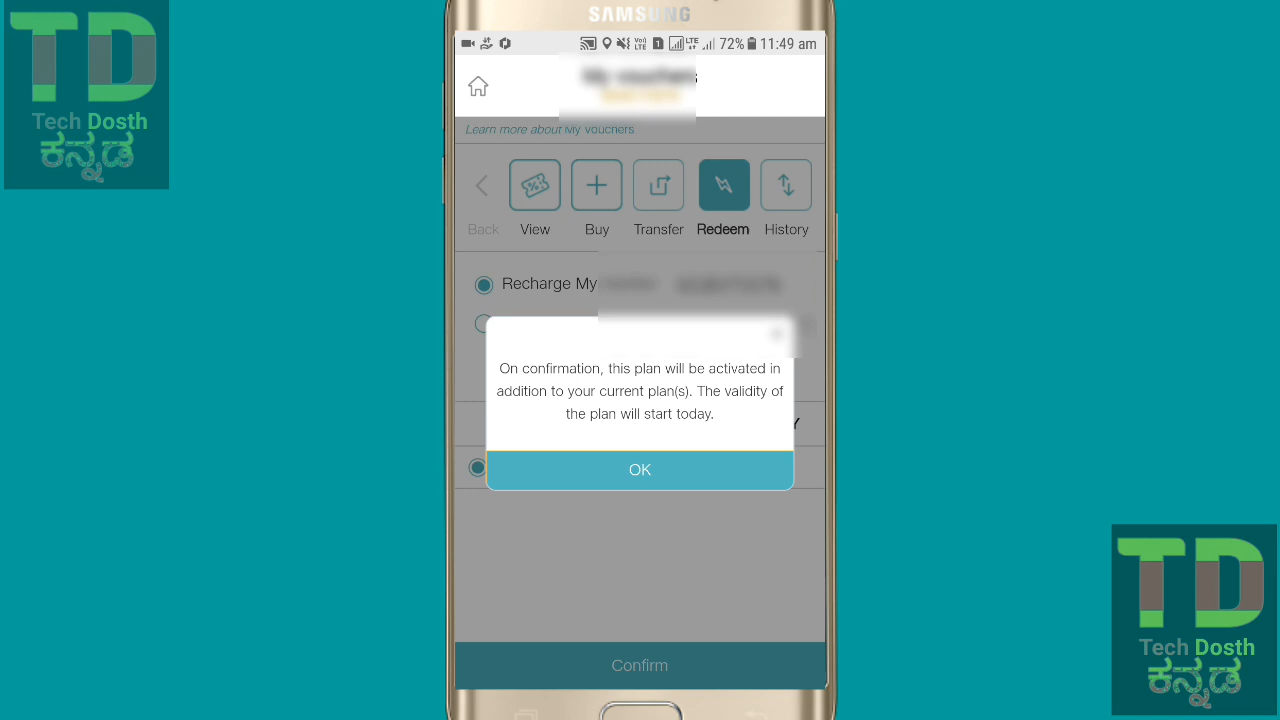 SAMSUNG
TD
Tech Dosth
ಕನ್ನಡ
72% 11:49 am
Learn more about My Vouchers
Back View Buy Transfer Redeem History
Recharge My
On confirmation, this plan will be activated in
addition to your current plan(s). The validity of
the plan will start today.
OK
Confirm
TD
Tech Dosth
ಕನ್ನಡ